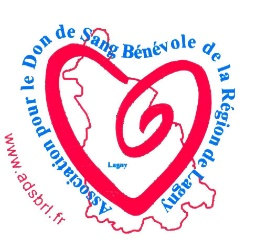 Association pour le Don de Sang Bénévole de la Région de Lagny
Lagny
www.adsbrl.fr